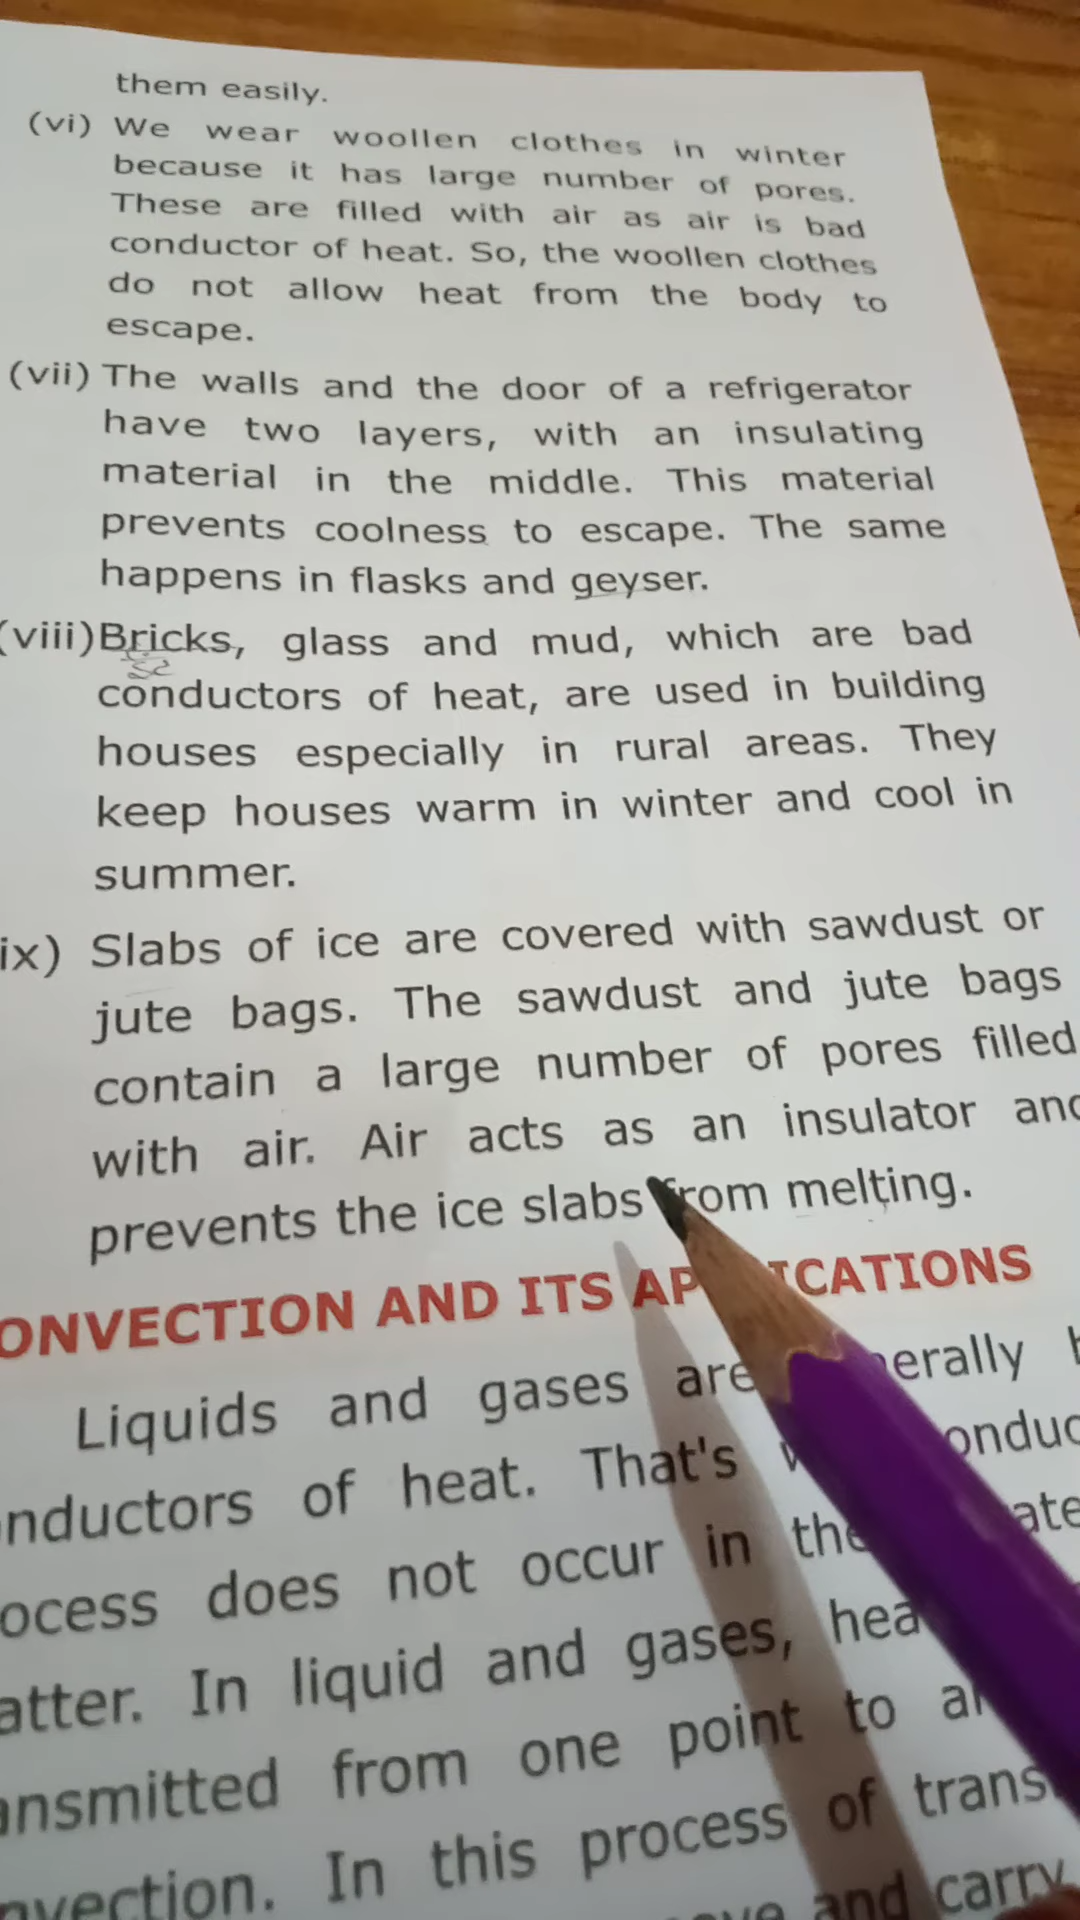 them easily.
(vi) We wear woollen clothes in winter
because it has large number of pores.
These are filled with air as air is bad
conductor of heat. So, the woollen clothes
do not allow heat from the body to
escape.
(vii) The walls and the door of a refrigerator
have two layers, with an insulating
material in the middle. This material
prevents coolness to escape. The same
happens in flasks and geyser.
(viii) Bricks, glass and mud, which are bad
conductors of heat, are used in building
houses especially in rural areas. They
keep houses warm in winter and cool in
summer.
ix) Slabs of ice are covered with sawdust or
jute bags. The sawdust and jute bags
contain a large number of pores filled
with air. Air acts as an insulator and
prevents the ice slabs from melting.
ONVECTION AND ITS APPLICATIONS
Liquids and gases are
nductors of heat. That's
ocess does not occur in
atter. In liquid and gases,
ansmitted from one point to
nvection. In this process of
and carry